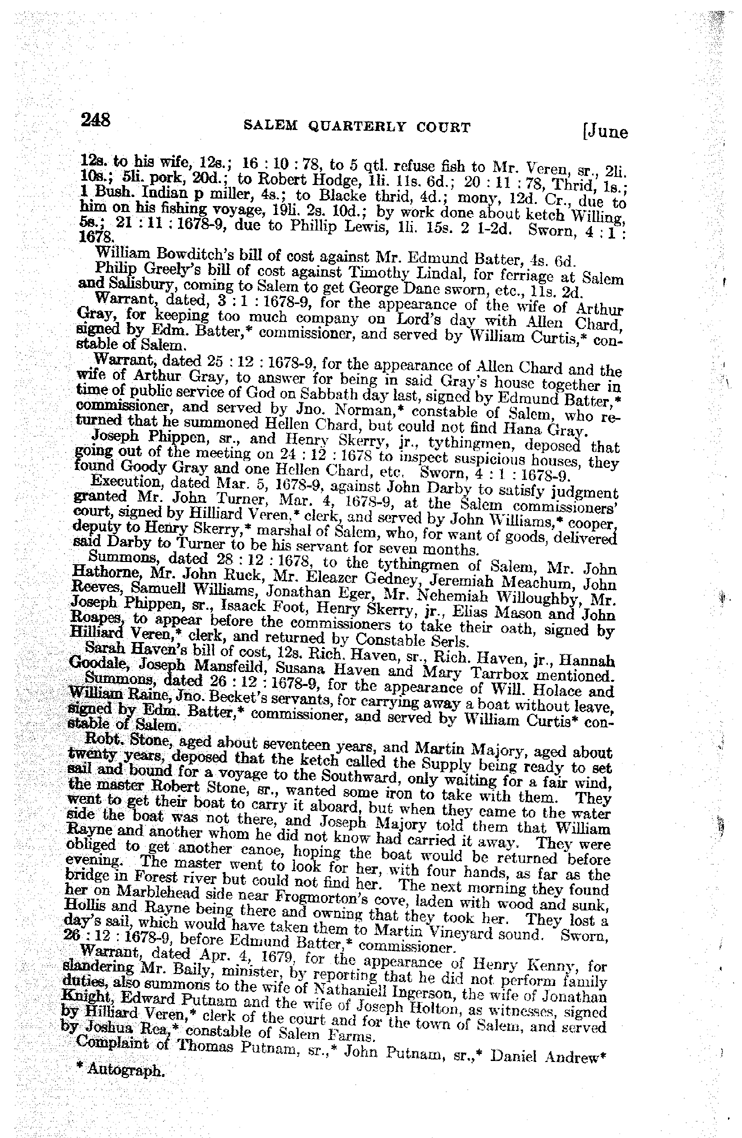 248
SALEM QUARTERLY COURT
[June
12s. to his wife, 12s.; 16 : 10 : 78, to 5 qtl. refuse fish to Mr. Veren, sr., 2li.
10s.; 5li. pork, 20d.; to Robert Hodge, 1li. 11s. 6d.; 20 : 11 : 78, Thrid, 1s.;
1 Bush. Indian p miller, 4s.; to Blacke thrid, 4d.; mony, 12d. Cr., due to
him on his fishing voyage, 19li. 2s. 10d.; by work done about ketch Willing,
5s.; 21 : 11 : 1678-9, due to Phillip Lewis, 1li. 15s. 2 1-2d. Sworn, 4 : 1 :
1678.
William Bowditch's bill of cost against Mr. Edmund Batter, 4s. 6d.
Philip Greely's bill of cost against Timothy Lindal, for ferriage at Salem
and Salisbury, coming to Salem to get George Dane sworn, etc., 11s. 2d.
Warrant, dated, 3 : 1 : 1678-9, for the appearance of the wife of Arthur
Gray, for keeping too much company on Lord's day with Allen Chard,
signed by Edm. Batter,* commissioner, and served by William Curtis,* con-
stable of Salem.
Warrant, dated 25 : 12 : 1678-9, for the appearance of Allen Chard and the
wife of Arthur Gray, to answer for being in said Gray's house together in
time of public service of God on Sabbath day last, signed by Edmund Batter,*
commissioner, and served by Jno. Norman,* constable of Salem, who re-
turned that he summoned Hellen Chard, but could not find Hana Gray.
Joseph Phippen, sr., and Henry Skerry, jr., tythingmen, deposed that
going out of the meeting on 24 : 12 : 1678 to inspect suspicious houses, they
found Goody Gray and one Hellen Chard, etc. Sworn, 4 : 1 : 1678-9.
Execution, dated Mar. 5, 1678-9, against John Darby to satisfy judgment
granted Mr. John Turner, Mar. 4, 1678-9, at the Salem commissioners'
court, signed by Hilliard Veren,* clerk, and served by John Williams,* cooper,
deputy to Henry Skerry,* marshal of Salem, who, for want of goods, delivered
said Darby to Turner to be his servant for seven months.
Summons, dated 28 : 12 : 1678, to the tythingmen of Salem, Mr. John
Hathorne, Mr. John Ruck, Mr. Eleazer Gedney, Jeremiah Meachum, John
Reeves, Samuell Williams, Jonathan Eger, Mr. Nehemiah Willoughby, Mr.
Joseph Phippen, sr., Isaack Foot, Henry Skerry, jr., Elias Mason and John
Roapes, to appear before the commissioners to take their oath, signed by
Hilliard Veren,* clerk, and returned by Constable Serls.
Sarah Haven's bill of cost, 12s. Rich. Haven, sr., Rich. Haven, jr., Hannah
Goodale, Joseph Mansfeild, Susana Haven and Mary Tarrbox mentioned.
Summons, dated 26 : 12 : 1678-9, for the appearance of Will. Holace and
William Raine, Jno. Becket's servants, for carrying away a boat without leave,
signed by Edm. Batter,* commissioner, and served by William Curtis* con-
stable of Salem.
Robt. Stone, aged about seventeen years, and Martin Majory, aged about
twenty years, deposed that the ketch called the Supply being ready to set
sail and bound for a voyage to the Southward, only waiting for a fair wind,
the master Robert Stone, sr., wanted some iron to take with them. They
went to get their boat to carry it aboard, but when they came to the water
side the boat was not there, and Joseph Majory told them that William
Rayne and another whom he did not know had carried it away. They were
obliged to get another canoe, hoping the boat would be returned before
evening. The master went to look for her, with four hands, as far as the
bridge in Forest river but could not find her. The next morning they found
her on Marblehead side near Frogmorton's cove, laden with wood and sunk,
Hollis and Rayne being there and owning that they took her. They lost a
day's sail, which would have taken them to Martin Vineyard sound. Sworn,
26 : 12 : 1678-9, before Edmund Batter,* commissioner.
Warrant, dated Apr. 4, 1679, for the appearance of Henry Kenny, for
slandering Mr. Baily, minister, by reporting that he did not perform family
duties, also summons to the wife of Nathaniell Ingerson, the wife of Jonathan
Knight, Edward Putnam and the wife of Joseph Holton, as witnesses, signed
by Hilliard Veren,* clerk of the court and for the town of Salem, and served
by Joshua Rea,* constable of Salem Farms.
Complaint of Thomas Putnam, sr.,* John Putnam, sr.,* Daniel Andrew*
* Autograph.